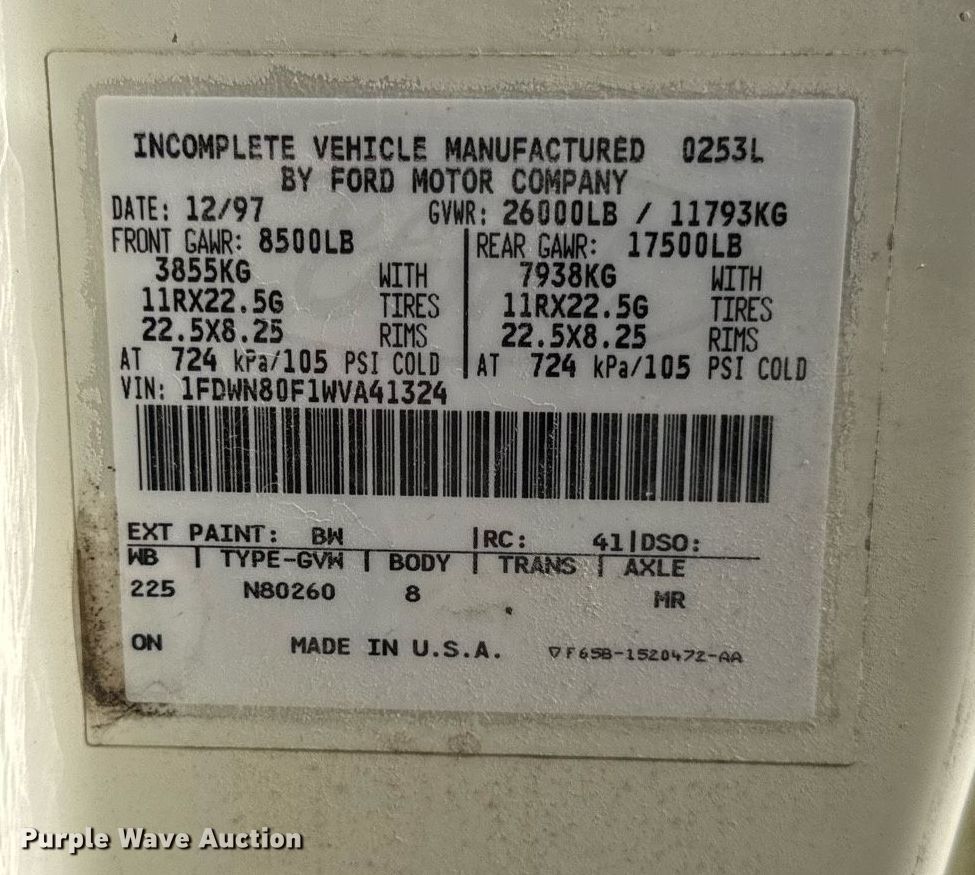 INCOMPLETE VEHICLE MANUFACTURED 0253L
BY FORD MOTOR COMPANY
DATE: 12/97 GVWR: 26000LB / 11793KG
FRONT GAWR: 8500LB REAR GAWR: 17500LB
3855KG WITH 7938KG WITH
11RX22.5G TIRES 11RX22.5G TIRES
22.5X8.25 RIMS 22.5X8.25 RIMS
AT 724 kPa/105 PSI COLD AT 724 kPa/105 PSI COLD
VIN: 1FDWN80F1WVA41324
EXT PAINT: BW |RC: 41|DSO:
WB | TYPE-GVW | BODY | TRANS | AXLE
225 N80260 8 MR
ON MADE IN U.S.A. ▽F65B-1520472-AA
Purple Wave Auction